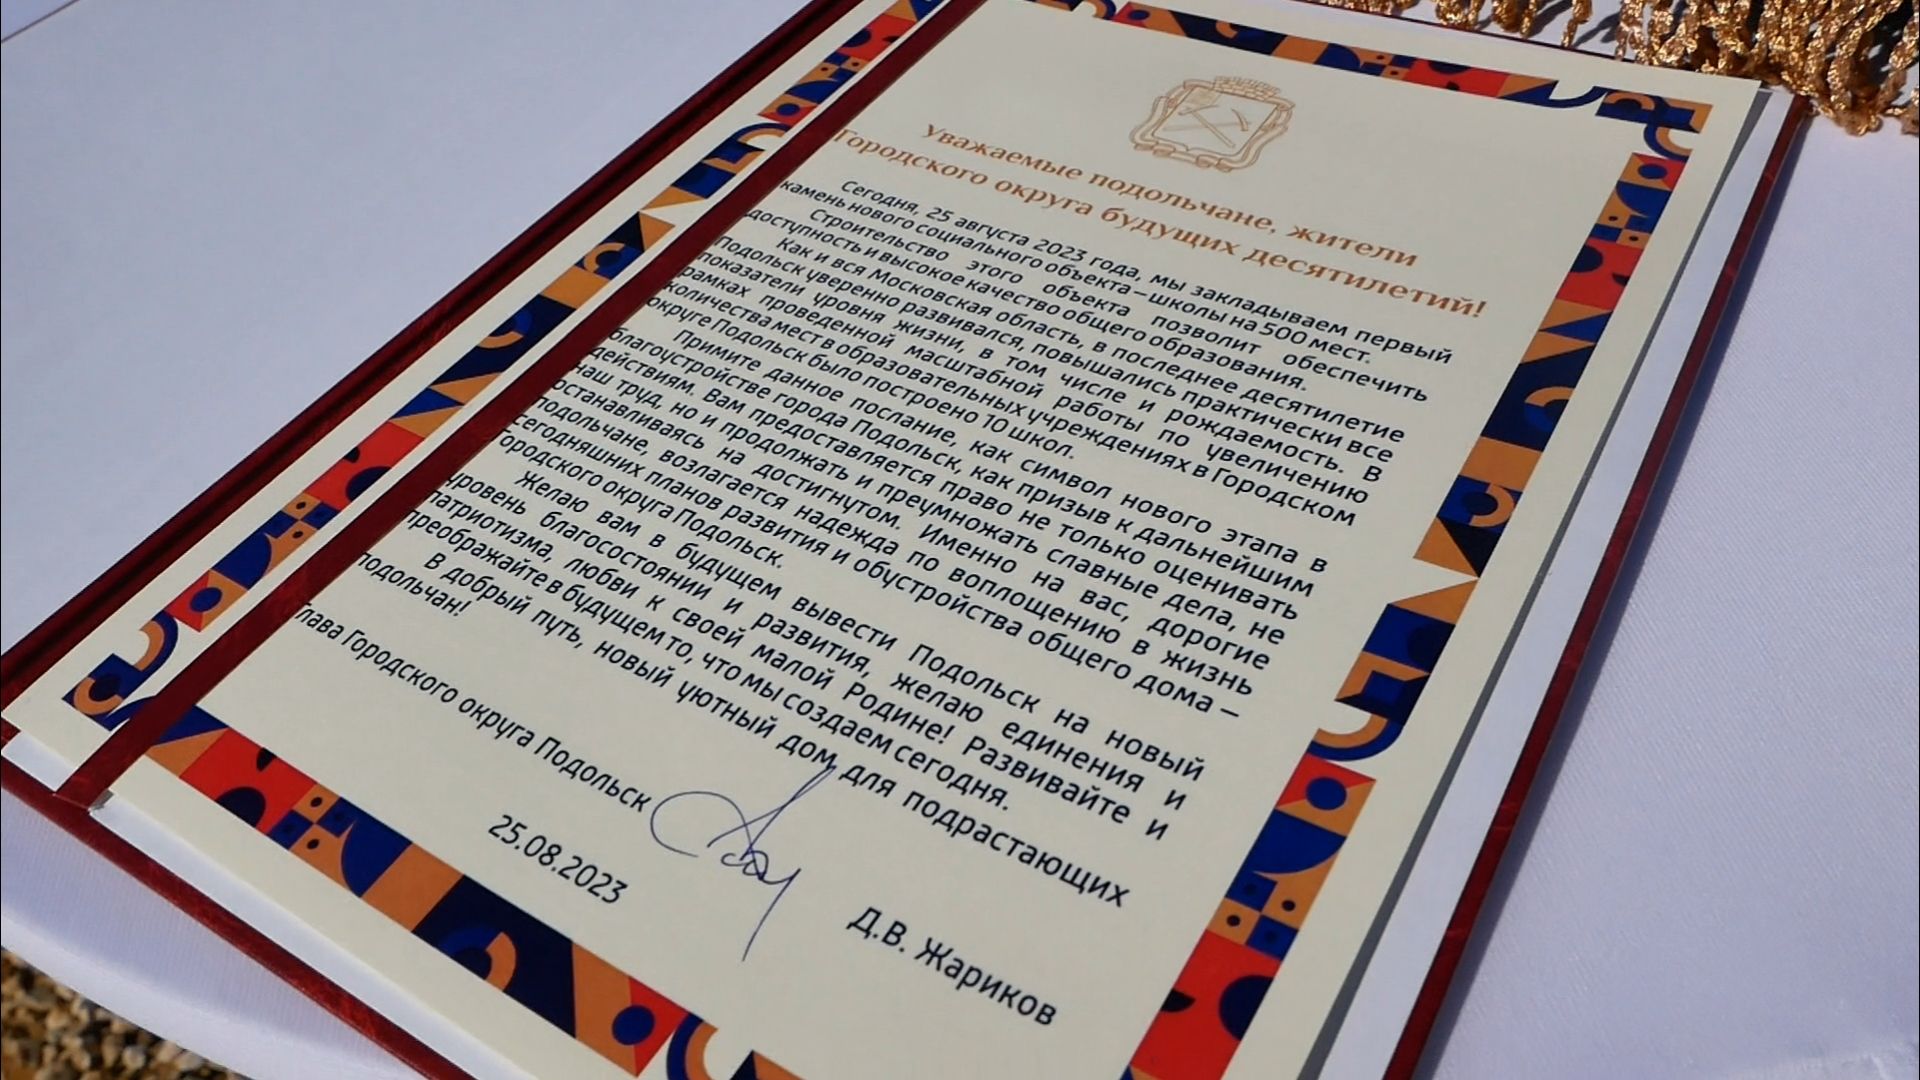 Уважаемые подольчане, жители
Городского округа будущих десятилетий!
Сегодня, 25 августа 2023 года, мы закладываем первый
камень нового социального объекта – школы на 500 мест.
Строительство этого объекта позволит обеспечить
доступность и высокое качество общего образования.
Как и вся Московская область, в последнее десятилетие
Подольск уверенно развивался, повышались практически все
показатели уровня жизни, в том числе и рождаемость. В
рамках проведенной масштабной работы по увеличению
количества мест в образовательных учреждениях в Городском
округе Подольск было построено 10 школ.
Примите данное послание, как символ нового этапа в
благоустройстве города Подольск, как призыв к дальнейшим
действиям. Вам предоставляется право не только оценивать
наш труд, но и продолжать и преумножать славные дела, не
останавливаясь на достигнутом. Именно на вас, дорогие
подольчане, возлагается надежда по воплощению в жизнь
сегодняшних планов развития и обустройства общего дома –
Городского округа Подольск.
Желаю вам в будущем вывести Подольск на новый
уровень благосостояния и развития, желаю единения и
патриотизма, любви к своей малой Родине! Развивайте и
преображайте в будущем то, что мы создаем сегодня.
В добрый путь, новый уютный дом для подрастающих
подольчан!
Глава Городского округа Подольск
25.08.2023
Д.В. Жариков